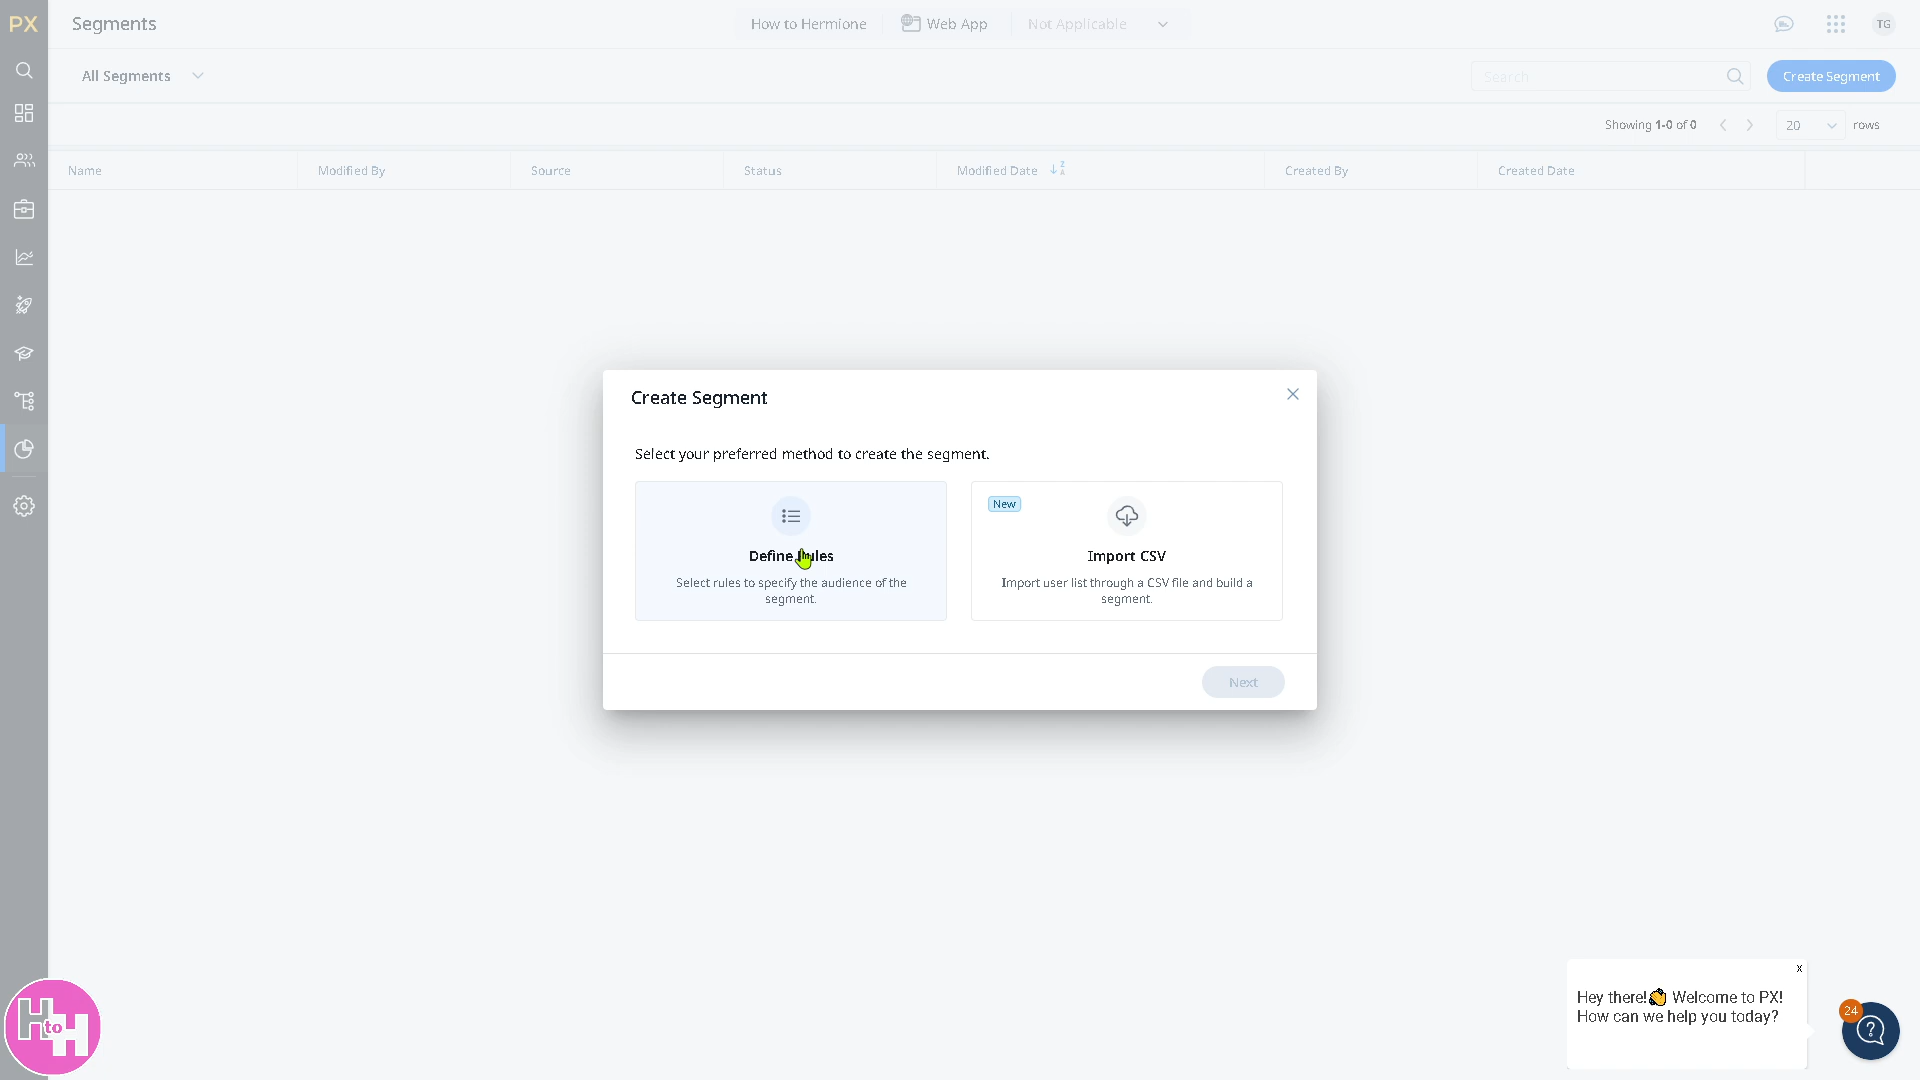 PX
Segments
How to Hermione
Web App
Not Applicable
TG
All Segments
Search
Create Segment
Showing 1-0 of 0
20
rows
Name
Modified By
Source
Status
Modified Date
Created By
Created Date
Create Segment
Select your preferred method to create the segment.
Define Rules
Select rules to specify the audience of the
segment.
New
Import CSV
Import user list through a CSV file and build a
segment.
Next
x
Hey there!👋 Welcome to PX!
How can we help you today?
24
H to H